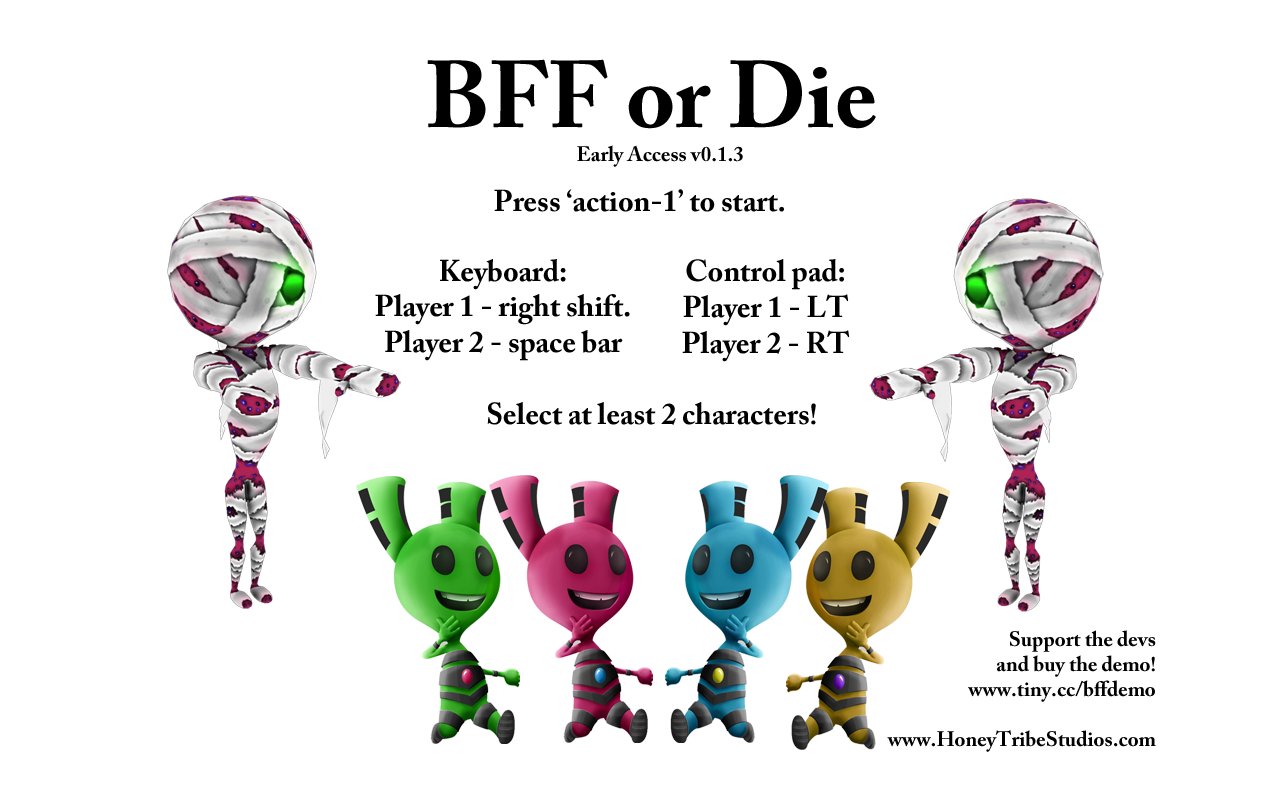 BFF or Die
Early Access v0.1.3
Press ‘action-1’ to start.
Keyboard:
Player 1 - right shift.
Player 2 - space bar
Control pad:
Player 1 - LT
Player 2 - RT
Select at least 2 characters!
Support the devs
and buy the demo!
www.tiny.cc/bffdemo
www.HoneyTribeStudios.com